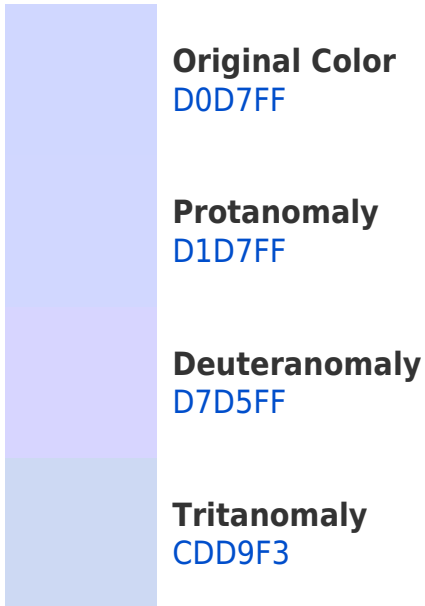 Original Color
D0D7FF
Protanomaly
D1D7FF
Deuteranomaly
D7D5FF
Tritanomaly
CDD9F3